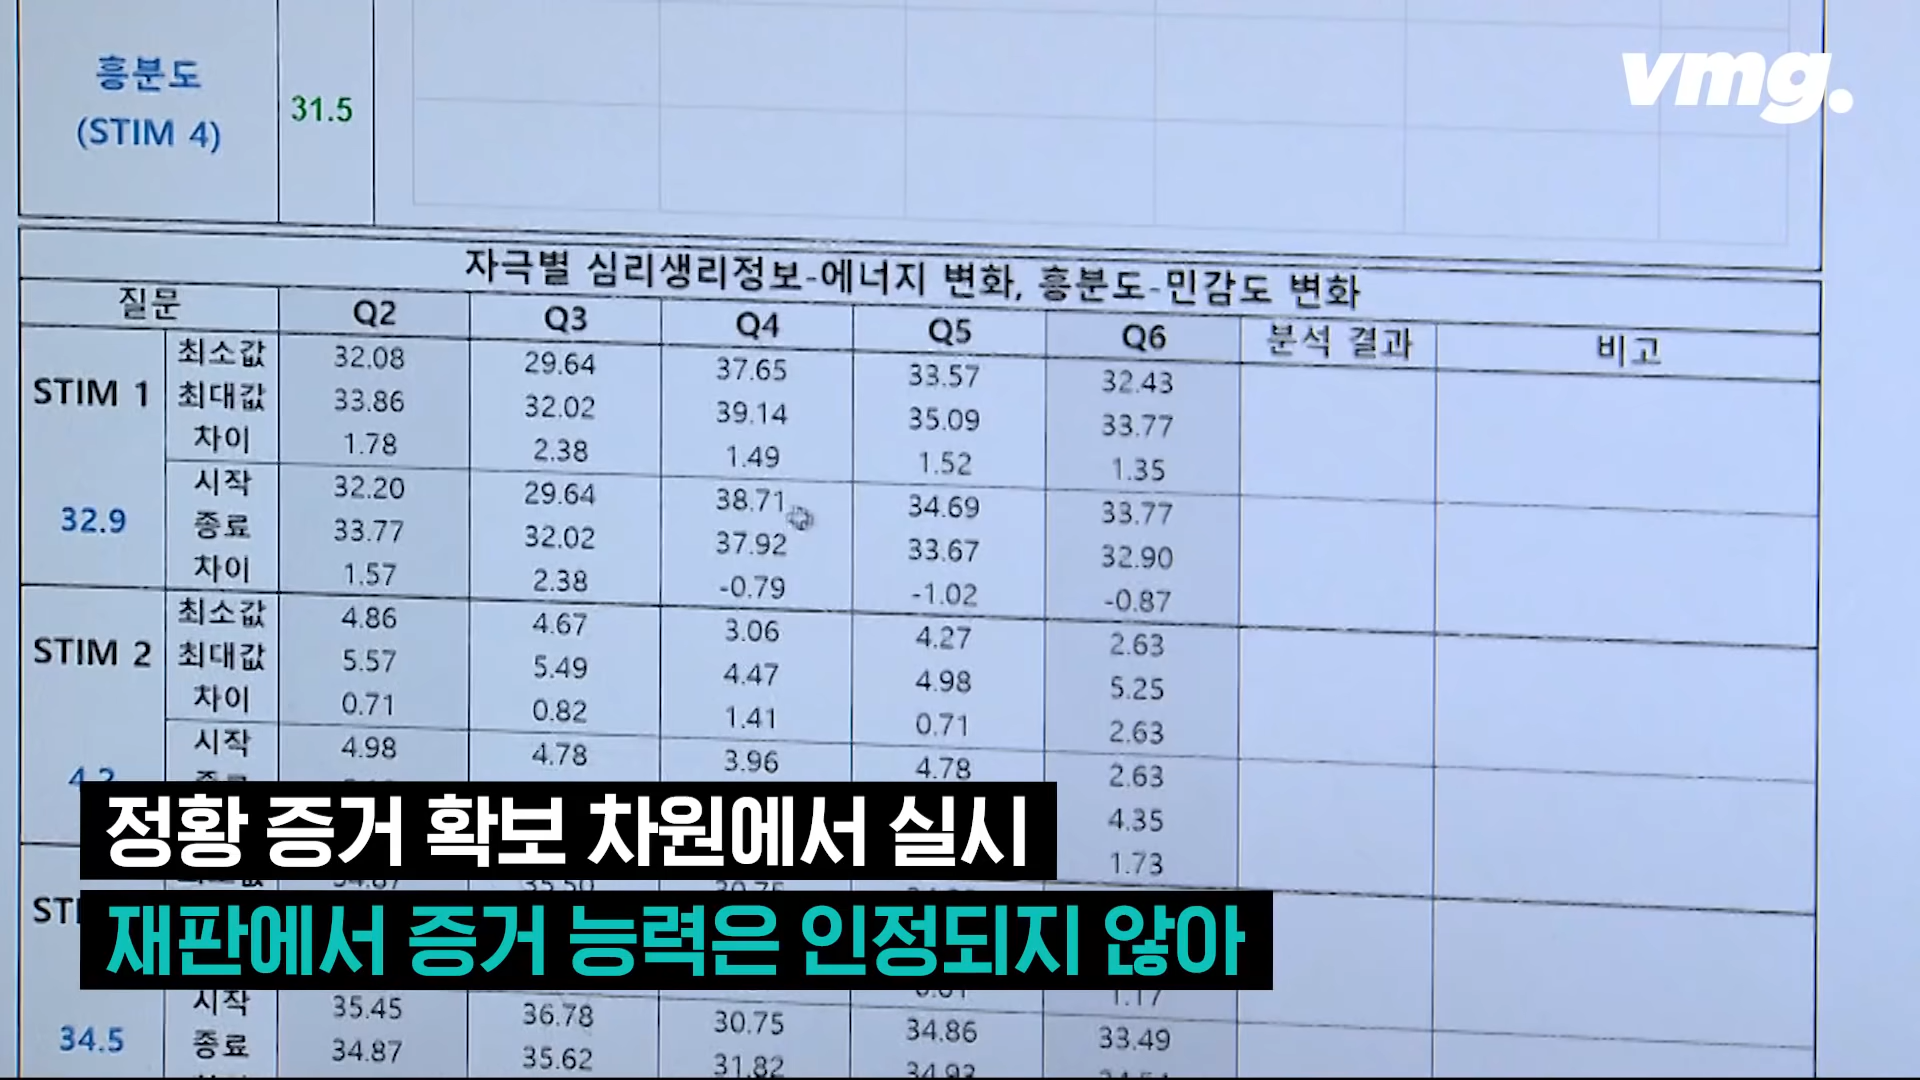 흥분도
(STIM 4)
31.5
vmg.
자극별 심리생리정보-에너지 변화, 흥분도-민감도 변화
질문 Q2 Q3 Q4 Q5 Q6 분석 결과 비고
STIM 1
최소값 32.08 29.64 37.65 33.57 32.43
최대값 33.86 32.02 39.14 35.09 33.77
차이 1.78 2.38 1.49 1.52 1.35
32.9
시작 32.20 29.64 38.71 34.69 33.77
종료 33.77 32.02 37.92 33.67 32.90
차이 1.57 2.38 -0.79 -1.02 -0.87
STIM 2
최소값 4.86 4.67 3.06 4.27 2.63
최대값 5.57 5.49 4.47 4.98 5.25
차이 0.71 0.82 1.41 0.71 2.63
시작 4.98 4.78 3.96 4.78 2.63
4.35
1.73
정황 증거 확보 차원에서 실시
재판에서 증거 능력은 인정되지 않아
34.5
시작 35.45 36.78 30.75 34.86 33.49
종료 34.87 35.62 31.82 34.93